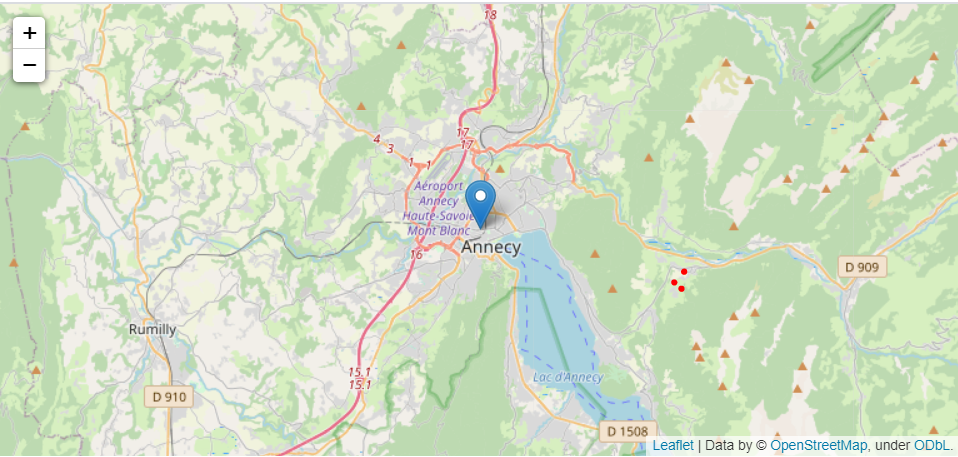 +
−
18
17
17
4
3
1
1
Aéroport
Annecy
Haute-Savoie
Mont Blanc
16
Annecy
D 909
Rumilly
15.1
15.1
Lac d'Annecy
D 910
D 1508
Leaflet | Data by © OpenStreetMap, under ODbL.